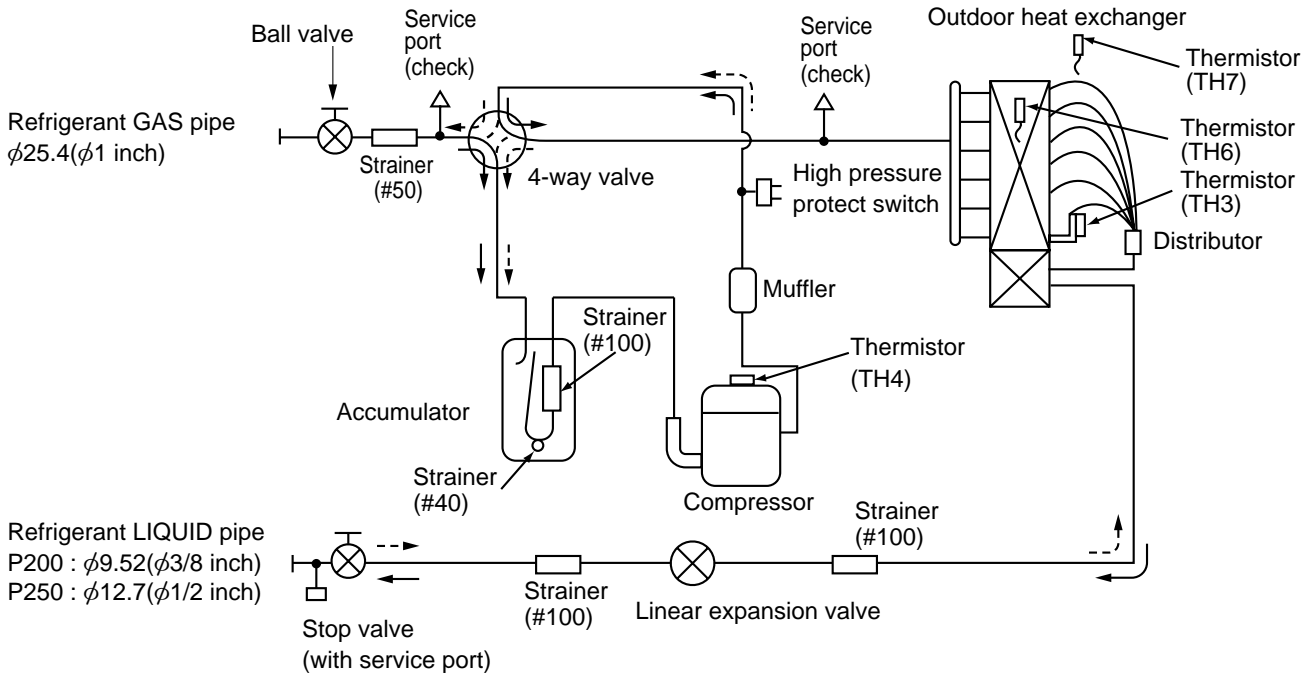 Outdoor heat exchanger
Service
port
(check)
Ball valve
Service
port
(check)
Thermistor
(TH7)
Refrigerant GAS pipe
ϕ25.4(ϕ1 inch)
Strainer
(#50)
4-way valve
High pressure
protect switch
Thermistor
(TH6)
Thermistor
(TH3)
Distributor
Muffler
Strainer
(#100)
Thermistor
(TH4)
Accumulator
Strainer
(#40)
Compressor
Refrigerant LIQUID pipe
P200 : ϕ9.52(ϕ3/8 inch)
P250 : ϕ12.7(ϕ1/2 inch)
Strainer
(#100)
Strainer
(#100)
Linear expansion valve
Stop valve
(with service port)